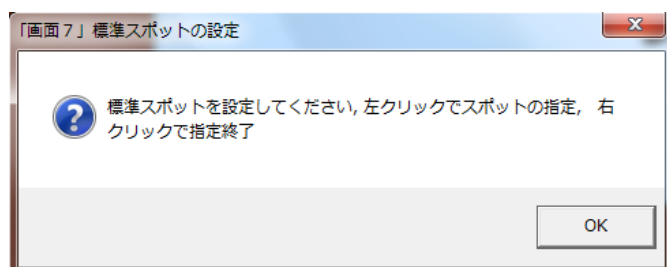 「画面７」標準スポットの設定
標準スポットを設定してください, 左クリックでスポットの指定,　右
クリックで指定終了
OK